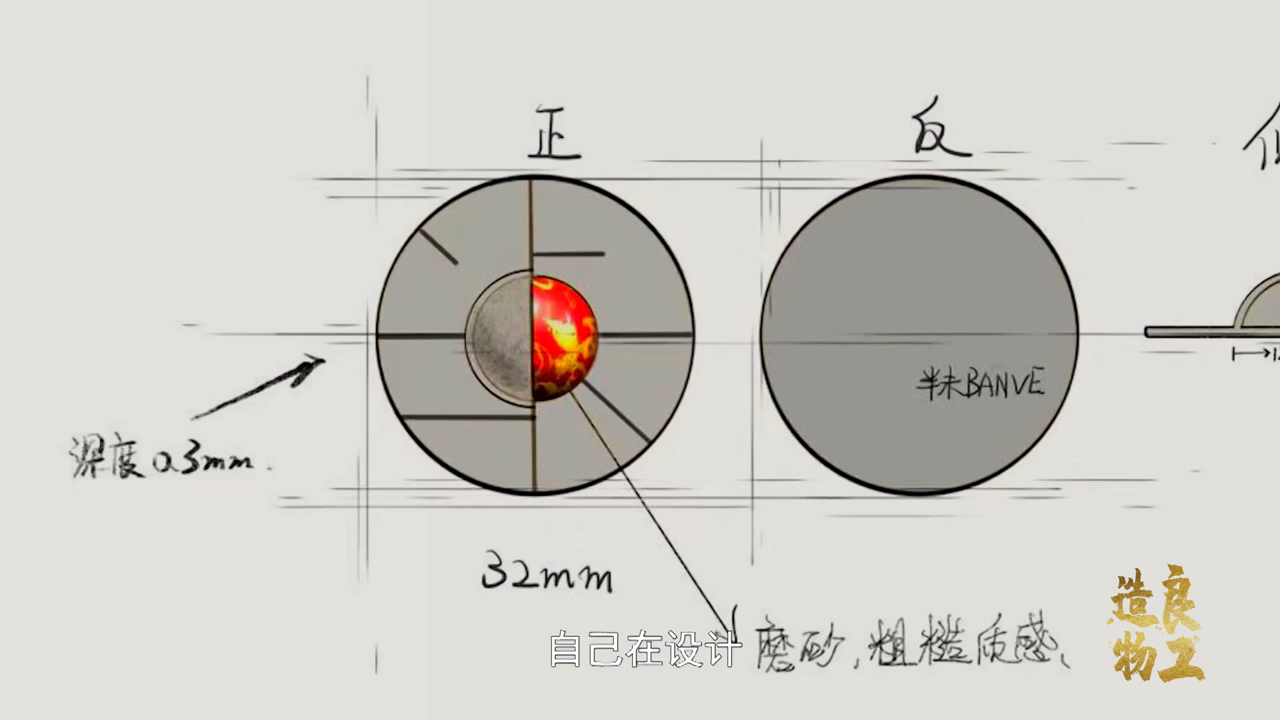 正
反
半未BANVE
深度0.3mm.
32mm
自己在设计
磨砂,粗糙质感、
良工
造物